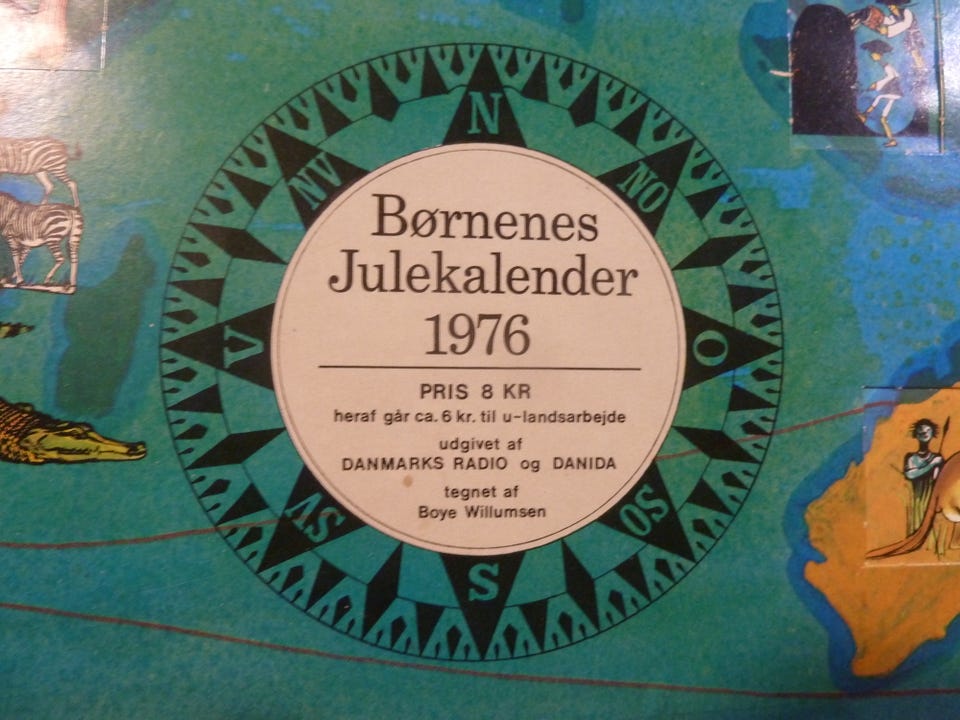 N
NV
NO
Børnenes
Julekalender
1976
V
O
PRIS 8 KR
heraf går ca. 6 kr. til u-landsarbejde
udgivet af
DANMARKS RADIO og DANIDA
tegnet af
Boye Willumsen
SV
SO
S